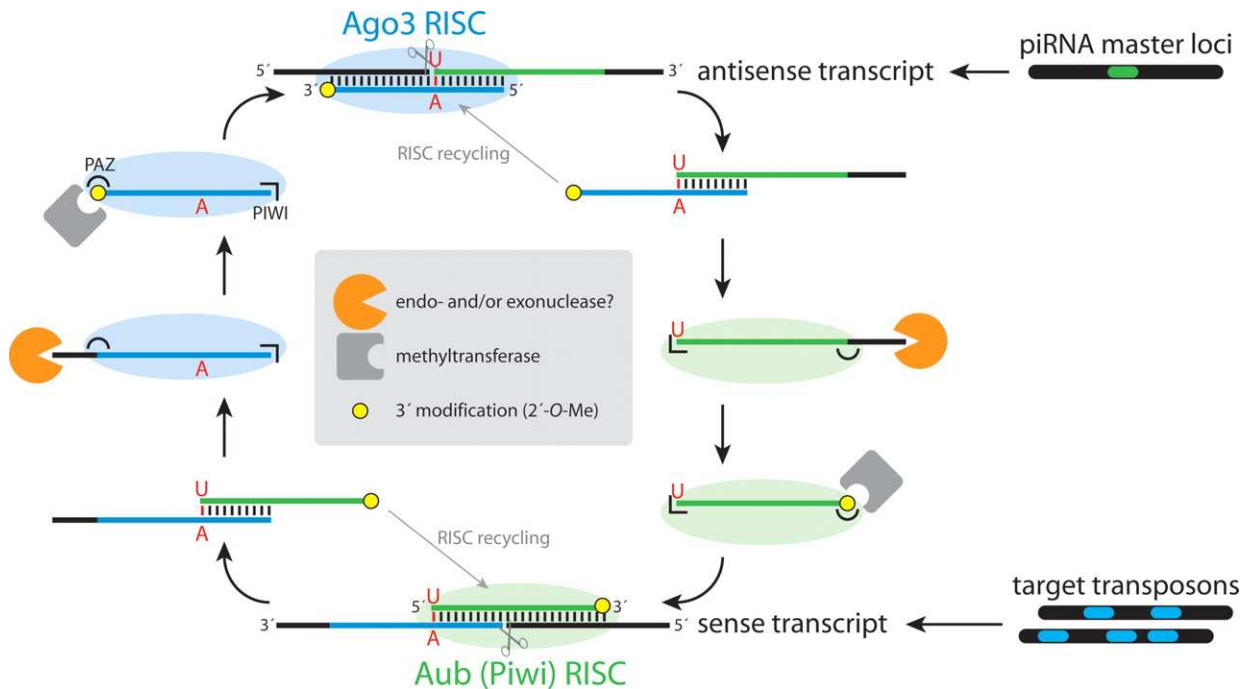 Ago3 RISC
piRNA master loci
5´ U 3´
antisense transcript
3´ A 5´
RISC recycling
PAZ
A
PIWI
U
A
endo- and/or exonuclease?
methyltransferase
3´ modification (2´-O-Me)
A
U
U
U
A
RISC recycling
5´ U 3´
3´ A 5´
sense transcript
target transposons
Aub (Piwi) RISC